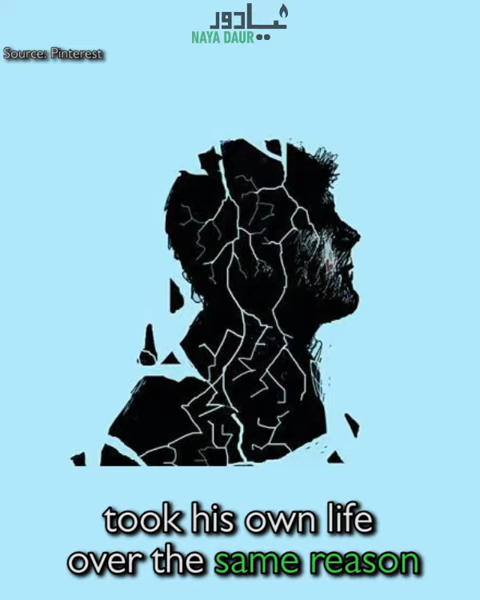 نیا دور
NAYA DAUR
Source: Pinterest
took his own life
over the same reason